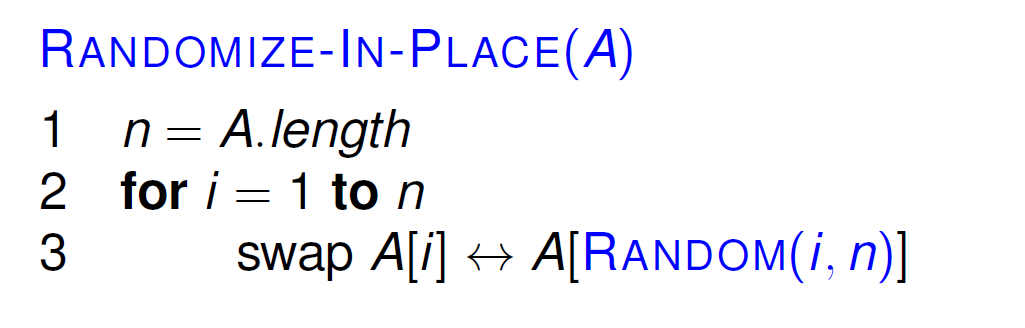 RANDOMIZE-IN-PLACE(A)
1 n = A.length
2 for i = 1 to n
3 swap A[i] ↔ A[RANDOM(i, n)]